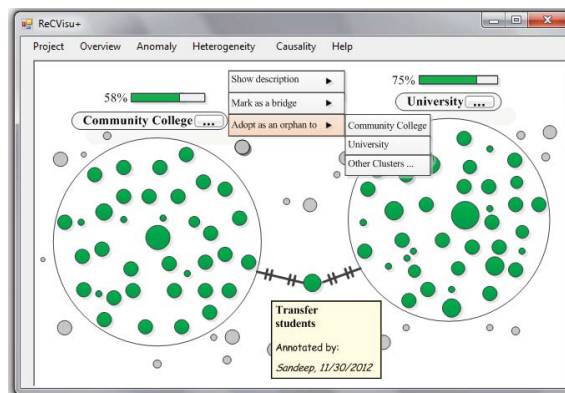 ReCVisu+
Project Overview Anomaly Heterogeneity Causality Help
58%
Community College ...
Show description
Mark as a bridge
Adopt as an orphan to
Community College
University
Other Clusters ...
75%
University ...
Transfer
students
Annotated by:
Sandeep, 11/30/2012